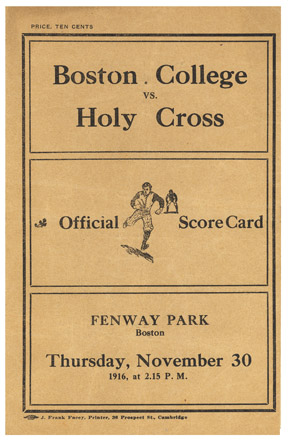 PRICE, TEN CENTS
Boston College
vs.
Holy Cross
Official Score Card
FENWAY PARK
Boston
Thursday, November 30
1916, at 2.15 P. M.
J. Frank Facey, Printer, 36 Prospect St., Cambridge